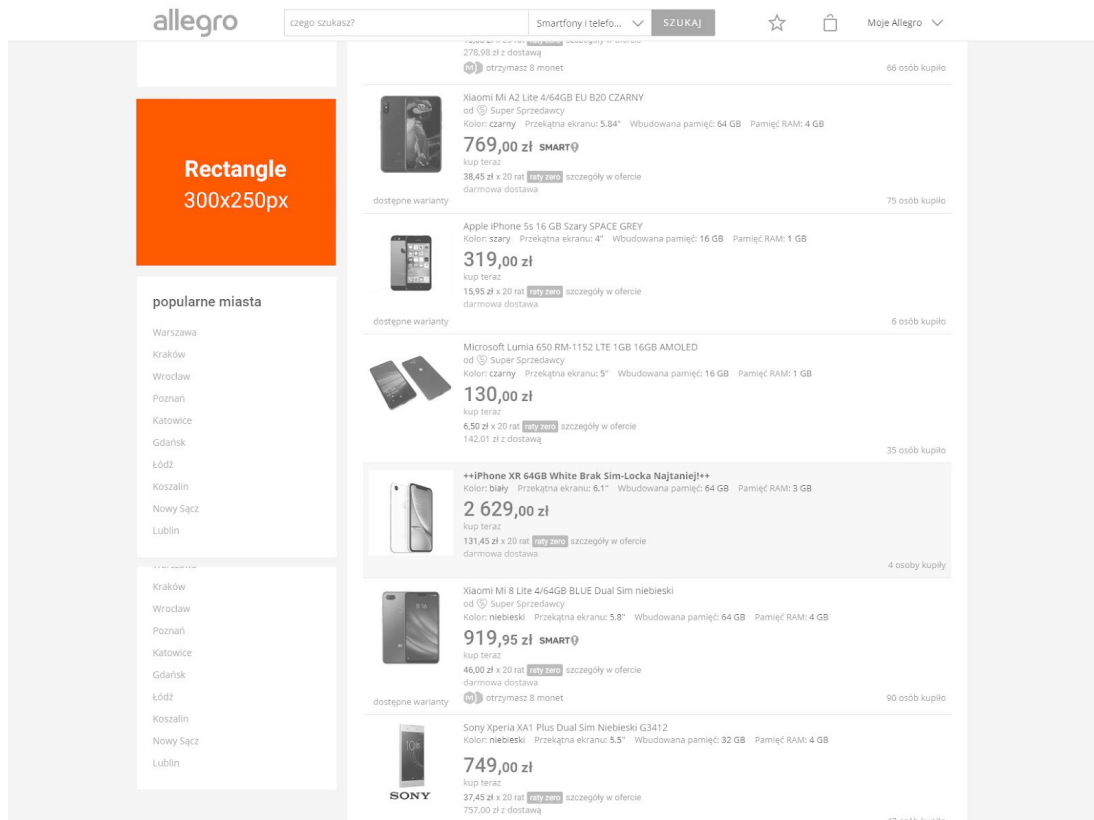 allegro
czego szukasz?
Smartfony i telefo...
SZUKAJ
Moje Allegro
278,98 zł z dostawą
M otrzymasz 8 monet
66 osób kupiło
Rectangle
300x250px
popularne miasta
Warszawa
Kraków
Wrocław
Poznań
Katowice
Gdańsk
Łódź
Koszalin
Nowy Sącz
Lublin
Kraków
Wrocław
Poznań
Katowice
Gdańsk
Łódź
Koszalin
Nowy Sącz
Lublin
Xiaomi Mi A2 Lite 4/64GB EU B20 CZARNY
od S Super Sprzedawcy
Kolor: czarny Przekątna ekranu: 5.84" Wbudowana pamięć: 64 GB Pamięć RAM: 4 GB
769,00 zł SMART
kup teraz
38,45 zł x 20 rat raty zero szczegóły w ofercie
darmowa dostawa
dostępne warianty
75 osób kupiło
Apple iPhone 5s 16 GB Szary SPACE GREY
Kolor: szary Przekątna ekranu: 4" Wbudowana pamięć: 16 GB Pamięć RAM: 1 GB
319,00 zł
kup teraz
15,95 zł x 20 rat raty zero szczegóły w ofercie
darmowa dostawa
dostępne warianty
6 osób kupiło
Microsoft Lumia 650 RM-1152 LTE 1GB 16GB AMOLED
od S Super Sprzedawcy
Kolor: czarny Przekątna ekranu: 5" Wbudowana pamięć: 16 GB Pamięć RAM: 1 GB
130,00 zł
kup teraz
6,50 zł x 20 rat raty zero szczegóły w ofercie
142,01 zł z dostawą
35 osób kupiło
++iPhone XR 64GB White Brak Sim-Locka Najtaniej!++
Kolor: biały Przekątna ekranu: 6.1" Wbudowana pamięć: 64 GB Pamięć RAM: 3 GB
2 629,00 zł
kup teraz
131,45 zł x 20 rat raty zero szczegóły w ofercie
darmowa dostawa
4 osoby kupiły
Xiaomi Mi 8 Lite 4/64GB BLUE Dual Sim niebieski
od S Super Sprzedawcy
Kolor: niebieski Przekątna ekranu: 5.8" Wbudowana pamięć: 64 GB Pamięć RAM: 4 GB
919,95 zł SMART
kup teraz
46,00 zł x 20 rat raty zero szczegóły w ofercie
darmowa dostawa
dostępne warianty
M otrzymasz 8 monet
90 osób kupiło
Sony Xperia XA1 Plus Dual Sim Niebieski G3412
Kolor: niebieski Przekątna ekranu: 5.5" Wbudowana pamięć: 32 GB Pamięć RAM: 4 GB
749,00 zł
kup teraz
37,45 zł x 20 rat raty zero szczegóły w ofercie
757,00 zł z dostawą
SONY